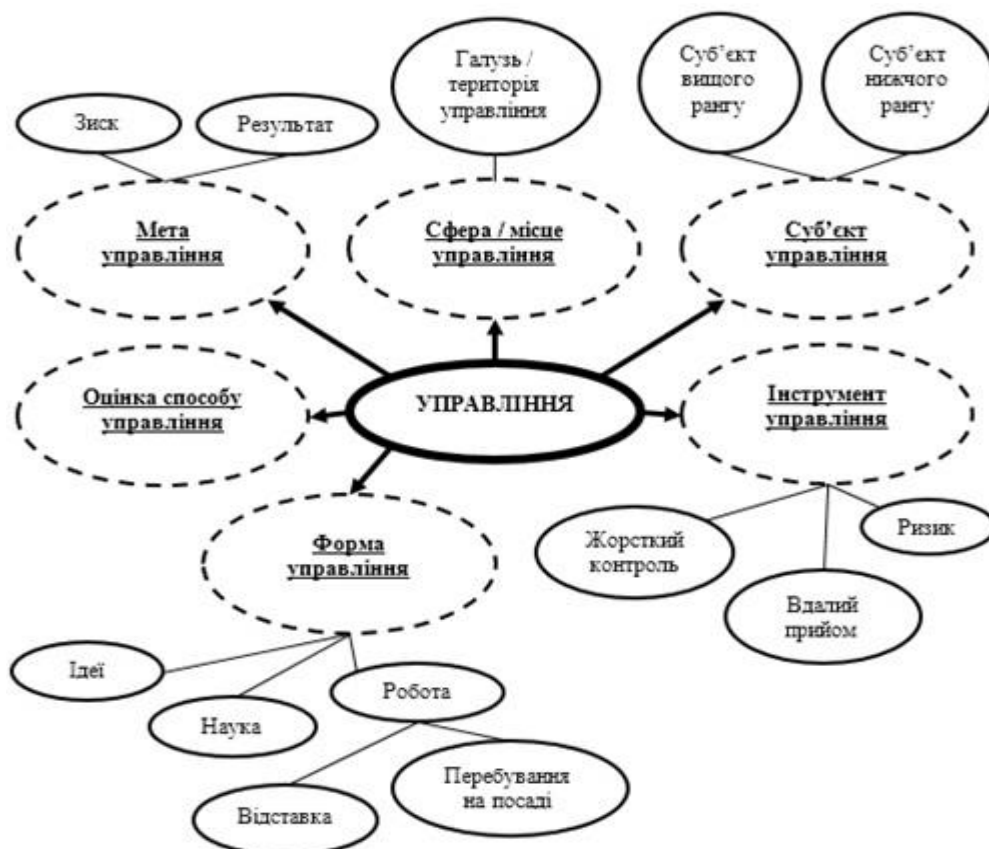 Галузь /
територія
управління
Суб’єкт
вищого
рангу
Суб’єкт
нижчого
рангу
Зиск
Результат
Мета
управління
Сфера / місце
управління
Суб’єкт
управління
Оцінка способу
управління
УПРАВЛІННЯ
Інструмент
управління
Форма
управління
Жорсткий
контроль
Ризик
Вдалий
прийом
Ідеї
Наука
Робота
Відставка
Перебування
на посаді